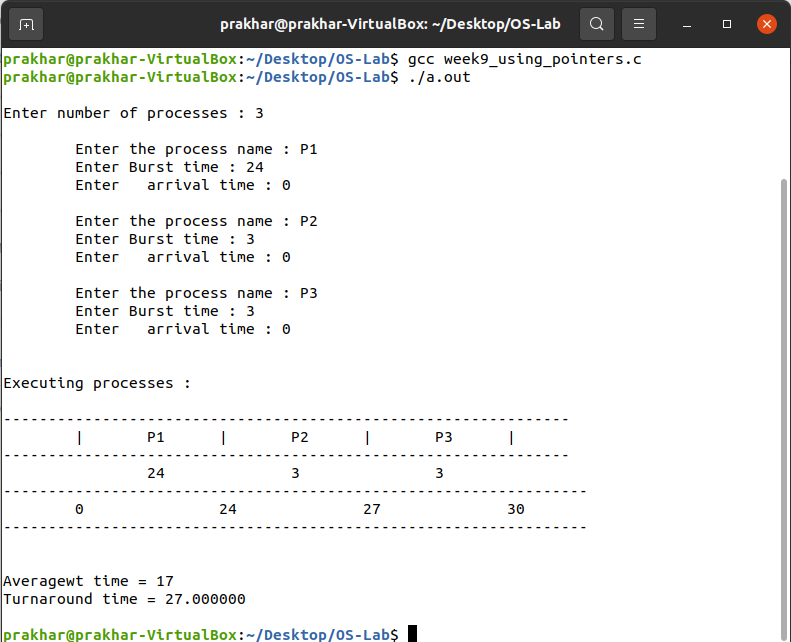 prakhar@prakhar-VirtualBox: ~/Desktop/OS-Lab
prakhar@prakhar-VirtualBox:~/Desktop/OS-Lab$ gcc week9_using_pointers.c
prakhar@prakhar-VirtualBox:~/Desktop/OS-Lab$ ./a.out
Enter number of processes : 3
Enter the process name : P1
Enter Burst time : 24
Enter   arrival time : 0
Enter the process name : P2
Enter Burst time : 3
Enter   arrival time : 0
Enter the process name : P3
Enter Burst time : 3
Enter   arrival time : 0
Executing processes :
---------------------------------------------------------------
|       P1      |       P2      |       P3      |
---------------------------------------------------------------
24              3               3
-----------------------------------------------------------------
0               24              27              30
-----------------------------------------------------------------
Averagewt time = 17
Turnaround time = 27.000000
prakhar@prakhar-VirtualBox:~/Desktop/OS-Lab$